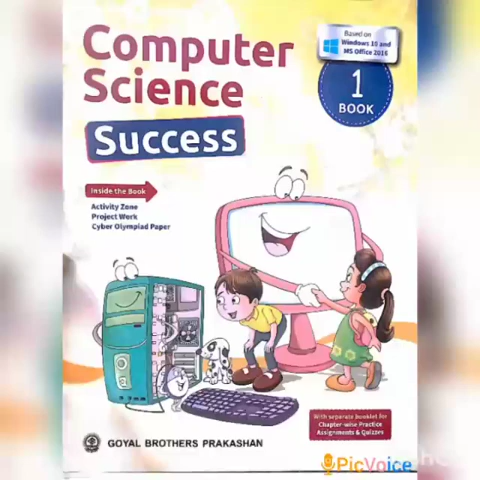 Computer
Science
Success
Based on
Windows 10 and
MS Office 2016
1
BOOK
Inside the Book
Activity Zone
Project Work
Cyber Olympiad Paper
With separate booklet for
Chapter-wise Practice
Assignments & Quizzes
GOYAL BROTHERS PRAKASHAN
PicVoice